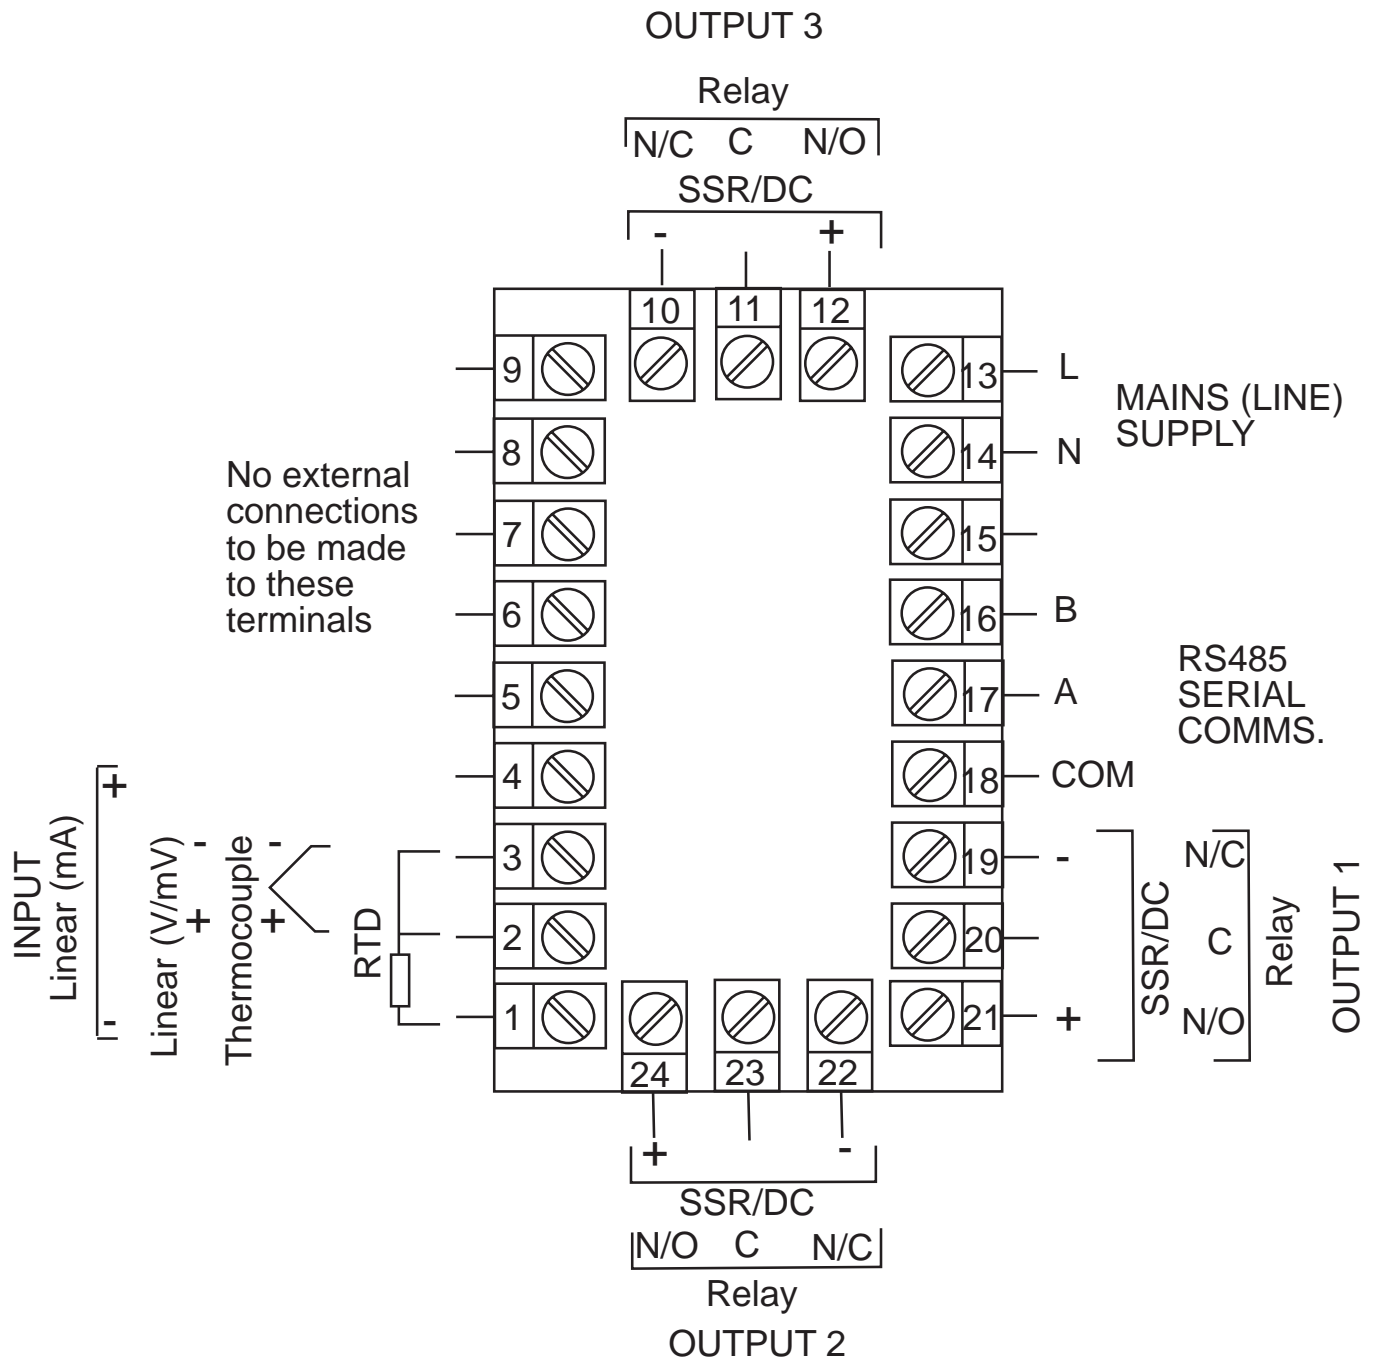 OUTPUT 3
Relay
N/C C N/O
SSR/DC
- +
10 11 12
9
8
7
6
5
4
3
2
1
No external
connections
to be made
to these
terminals
13 L
14 N
15
16 B
17 A
18 COM
19 -
20
21 +
MAINS (LINE)
SUPPLY
RS485
SERIAL
COMMS.
SSR/DC
N/C
C
N/O
Relay
OUTPUT 1
INPUT
Linear (mA)
+
-
Linear (V/mV)
-
+
Thermocouple
-
+
RTD
24 23 22
+ -
SSR/DC
N/O C N/C
Relay
OUTPUT 2